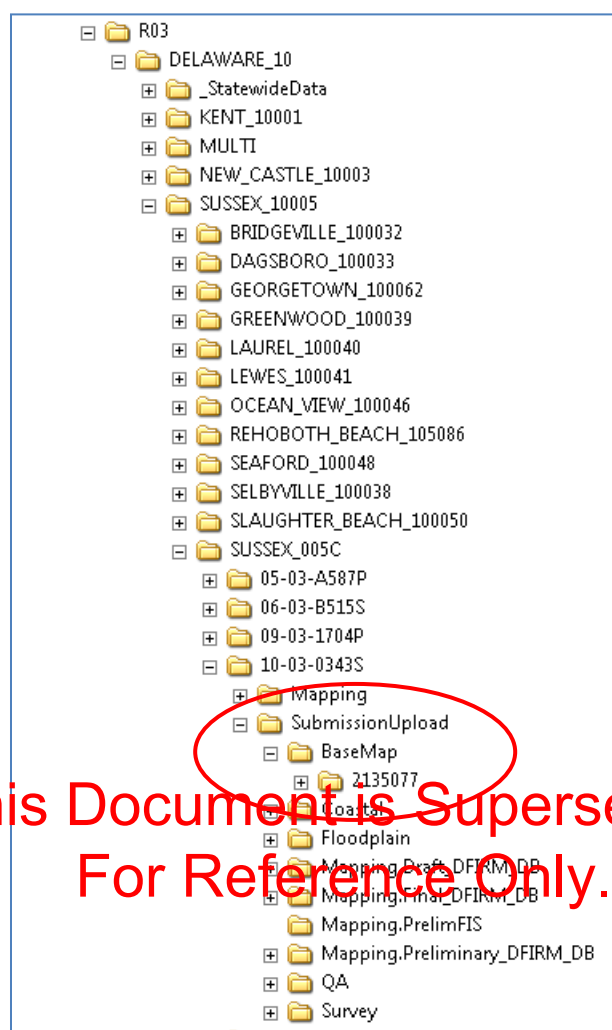 R03
DELAWARE_10
_StatewideData
KENT_10001
MULTI
NEW_CASTLE_10003
SUSSEX_10005
BRIDGEVILLE_100032
DAGSBORO_100033
GEORGETOWN_100062
GREENWOOD_100039
LAUREL_100040
LEWES_100041
OCEAN_VIEW_100046
REHOBOTH_BEACH_105086
SEAFORD_100048
SELBYVILLE_100038
SLAUGHTER_BEACH_100050
SUSSEX_005C
05-03-A587P
06-03-B515S
09-03-1704P
10-03-0343S
Mapping
SubmissionUpload
BaseMap
2135077
is Document is Superse
Coastal
Floodplain
Mapping.Draft_DFIRM_DB
For Reference Only.
Mapping.Final_DFIRM_DB
Mapping.PrelimFIS
Mapping.Preliminary_DFIRM_DB
QA
Survey